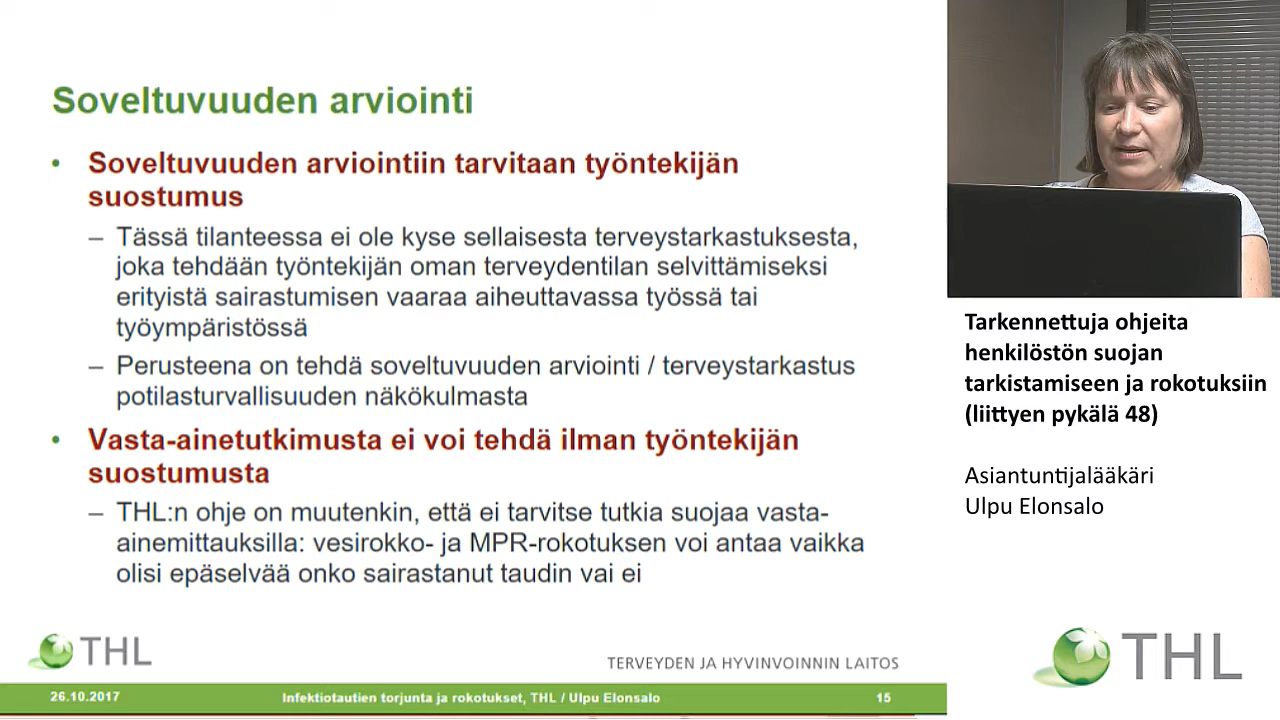 Soveltuvuuden arviointi
• Soveltuvuuden arviointiin tarvitaan työntekijän
suostumus
– Tässä tilanteessa ei ole kyse sellaisesta terveystarkastuksesta,
joka tehdään työntekijän oman terveydentilan selvittämiseksi
erityistä sairastumisen vaaraa aiheuttavassa työssä tai
työympäristössä
– Perusteena on tehdä soveltuvuuden arviointi / terveystarkastus
potilasturvallisuuden näkökulmasta
• Vasta-ainetutkimusta ei voi tehdä ilman työntekijän
suostumusta
– THL:n ohje on muutenkin, että ei tarvitse tutkia suojaa vasta-
ainemittauksilla: vesirokko- ja MPR-rokotuksen voi antaa vaikka
olisi epäselvää onko sairastanut taudin vai ei
THL
TERVEYDEN JA HYVINVOINNIN LAITOS
26.10.2017
Infektiotautien torjunta ja rokotukset, THL / Ulpu Elonsalo
15
Tarkennettuja ohjeita
henkilöstön suojan
tarkistamiseen ja rokotuksiin
(liittyen pykälä 48)
Asiantuntijalääkäri
Ulpu Elonsalo
THL